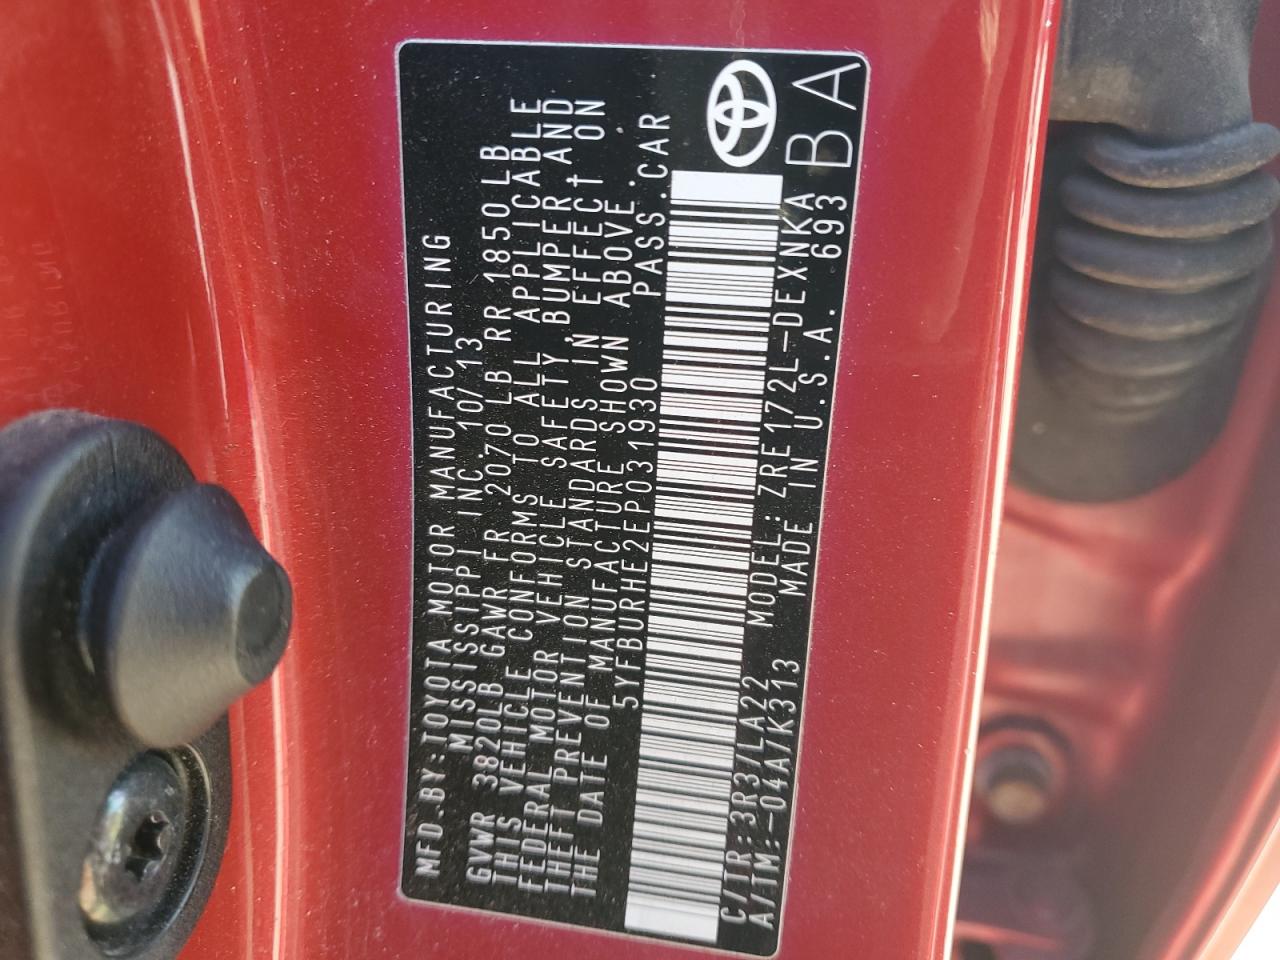 MFD.BY:TOYOTA MOTOR MANUFACTURING
MISSISSIPPI INC. 10/13
GVWR 3820LB GAWR FR 2070 LB RR 1850LB
THIS VEHICLE CONFORMS TO ALL APPLICABLE
FEDERAL MOTOR VEHICLE SAFETY, BUMPER, AND
THEFT PREVENTION STANDARDS IN EFFECT ON
THE DATE OF MANUFACTURE SHOWN ABOVE.
5YFBURHE2EP031930 PASS.CAR
C/TR:3R3/LA22 MODEL:ZRE172L-DEXNKA
A/TM:-04A/K313 MADE IN U.S.A. 693
BA